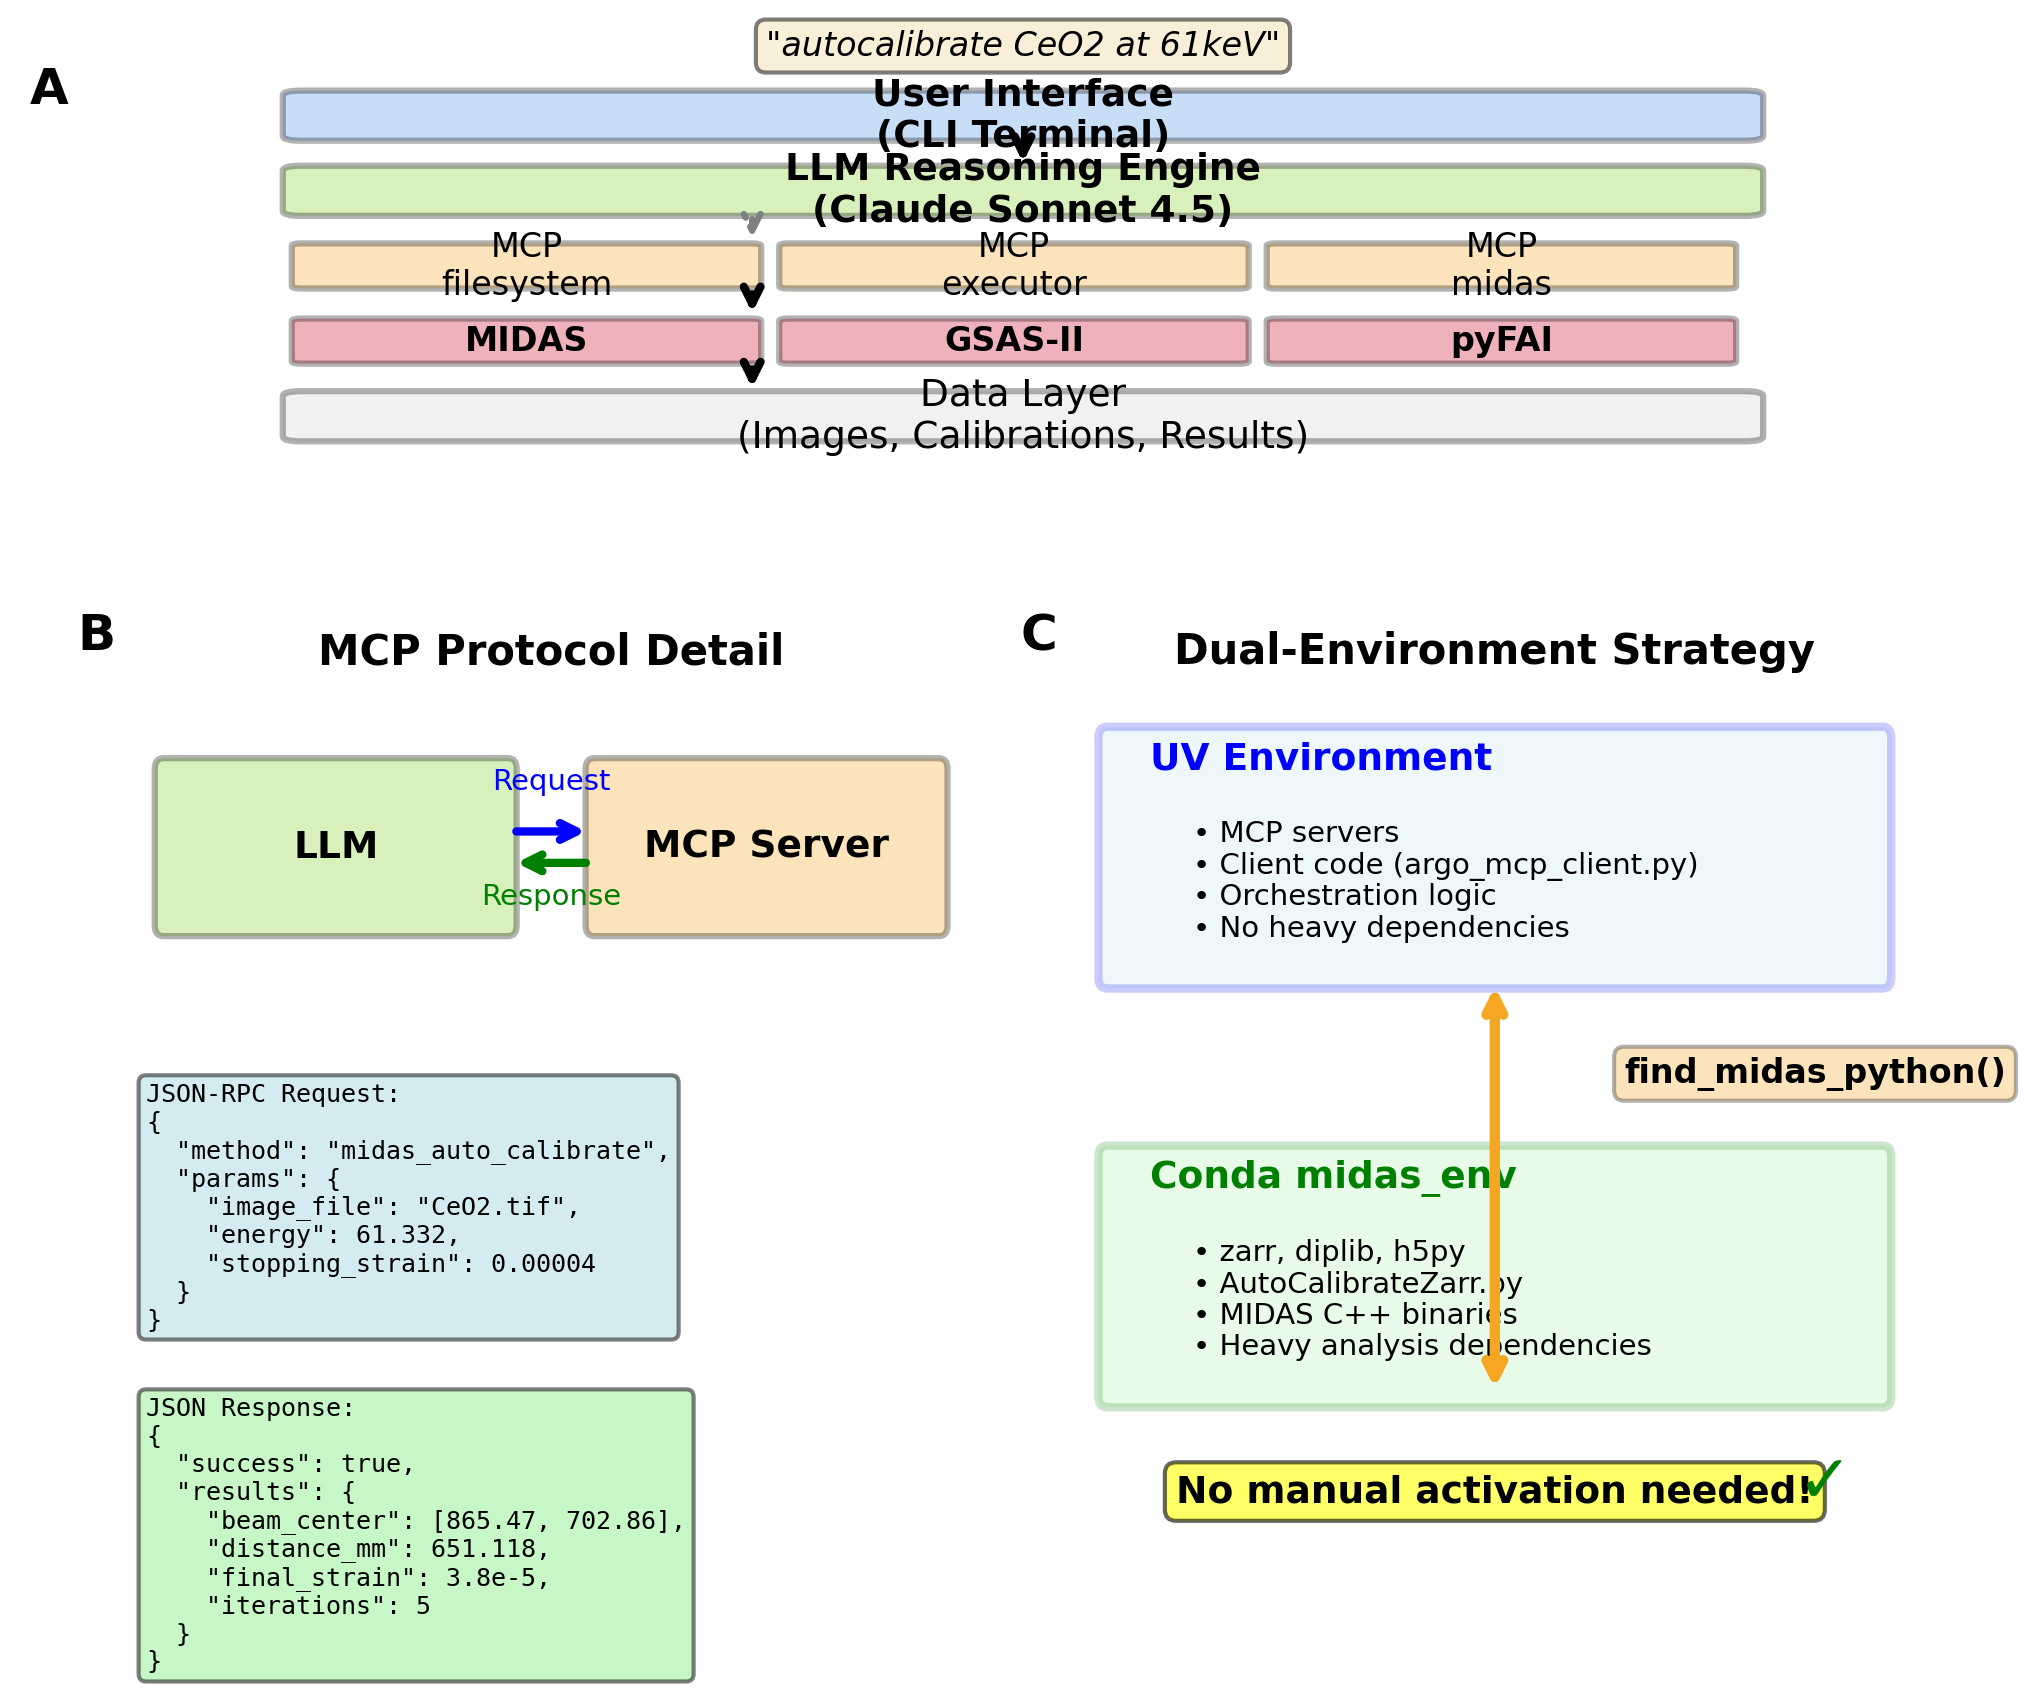 "autocalibrate CeO2 at 61keV"
A
User Interface
(CLI Terminal)
LLM Reasoning Engine
(Claude Sonnet 4.5)
MCP
filesystem
MCP
executor
MCP
midas
MIDAS
GSAS-II
pyFAI
Data Layer
(Images, Calibrations, Results)
B
MCP Protocol Detail
LLM
Request
Response
MCP Server
JSON-RPC Request:
{
  "method": "midas_auto_calibrate",
  "params": {
    "image_file": "CeO2.tif",
    "energy": 61.332,
    "stopping_strain": 0.00004
  }
}
JSON Response:
{
  "success": true,
  "results": {
    "beam_center": [865.47, 702.86],
    "distance_mm": 651.118,
    "final_strain": 3.8e-5,
    "iterations": 5
  }
}
C
Dual-Environment Strategy
UV Environment
• MCP servers
• Client code (argo_mcp_client.py)
• Orchestration logic
• No heavy dependencies
find_midas_python()
Conda midas_env
• zarr, diplib, h5py
• AutoCalibrateZarr.py
• MIDAS C++ binaries
• Heavy analysis dependencies
No manual activation needed!✓